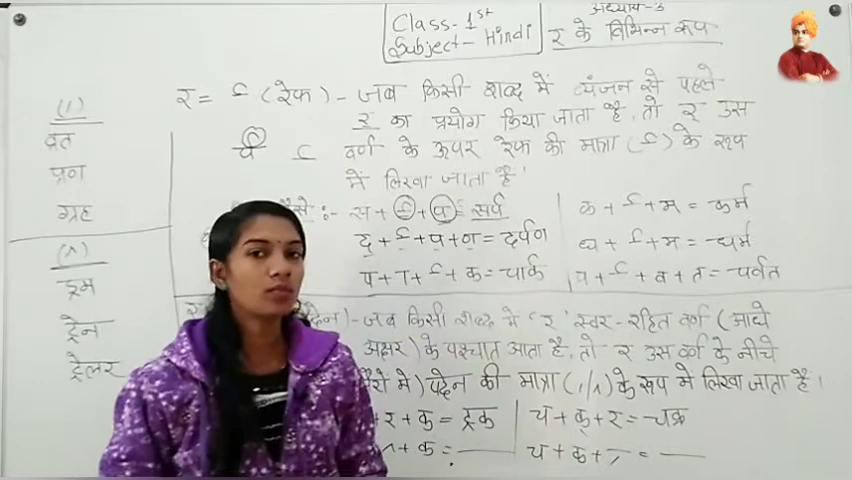 Class- 1st
Subject- Hindi
अध्याय-3
र के विभिन्न रूप
र = र्‍ (रेफ) - जब किसी शब्द में व्यंजन से पहले
र का प्रयोग किया जाता है, तो र उस
वर्ण के ऊपर रेफ की मात्रा (र्‍) के रूप
में लिखा जाता है
जैसे :- स + र्‍ + प = सर्प
द + र्‍ + प + ण = दर्पण
प + ा + र्‍ + क = पार्क
क + र्‍ + म = कर्म
ध + र्‍ + म = धर्म
प + र्‍ + व + त = पर्वत
(पदेन) - जब किसी शब्द में 'र' स्वर-रहित वर्ण (आधे
अक्षर) के पश्चात आता है, तो र उस वर्ण के नीचे
(पैरों में) पदेन की मात्रा (्र/^) के रूप में लिखा जाता है।
+ र + क = ट्रक
च + क् + र = चक्र
+ क =
च + क + =
(्र)
व्रत
प्रण
ग्रह
(^)
ड्रम
ट्रेन
ट्रेलर